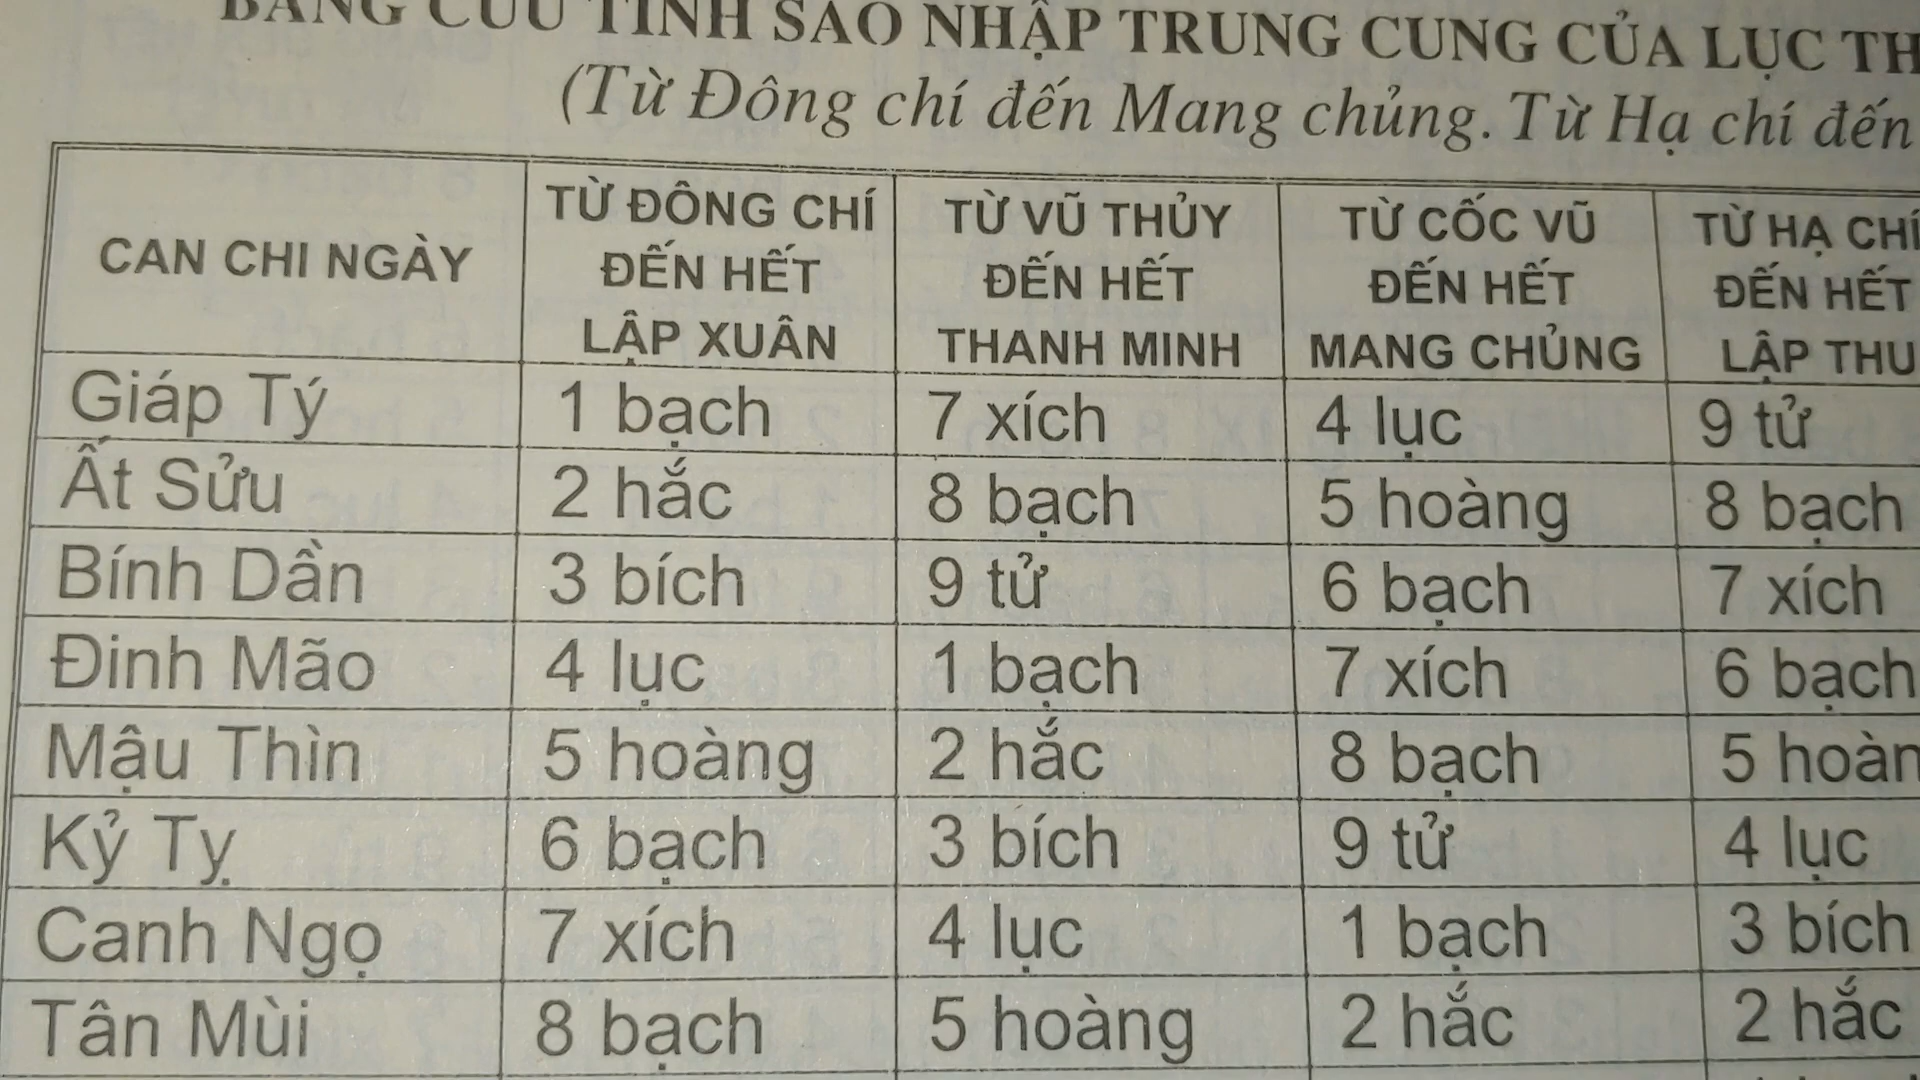 BẢNG CỬU TINH SAO NHẬP TRUNG CUNG CỦA LỤC
(Từ Đông chí đến Mang chủng. Từ Hạ chí đến
CAN CHI NGÀY
TỪ ĐÔNG CHÍ
ĐẾN HẾT
LẬP XUÂN
TỪ VŨ THỦY
ĐẾN HẾT
THANH MINH
TỪ CỐC VŨ
ĐẾN HẾT
MANG CHỦNG
TỪ HẠ CHÍ
ĐẾN HẾT
LẬP THU
Giáp Tý 1 bạch 7 xích 4 lục 9 tử
Ất Sửu 2 hắc 8 bạch 5 hoàng 8 bạch
Bính Dần 3 bích 9 tử 6 bạch 7 xích
Đinh Mão 4 lục 1 bạch 7 xích 6 bạch
Mậu Thìn 5 hoàng 2 hắc 8 bạch 5 hoàn
Kỷ Tỵ 6 bạch 3 bích 9 tử 4 lục
Canh Ngọ 7 xích 4 lục 1 bạch 3 bích
Tân Mùi 8 bạch 5 hoàng 2 hắc 2 hắc